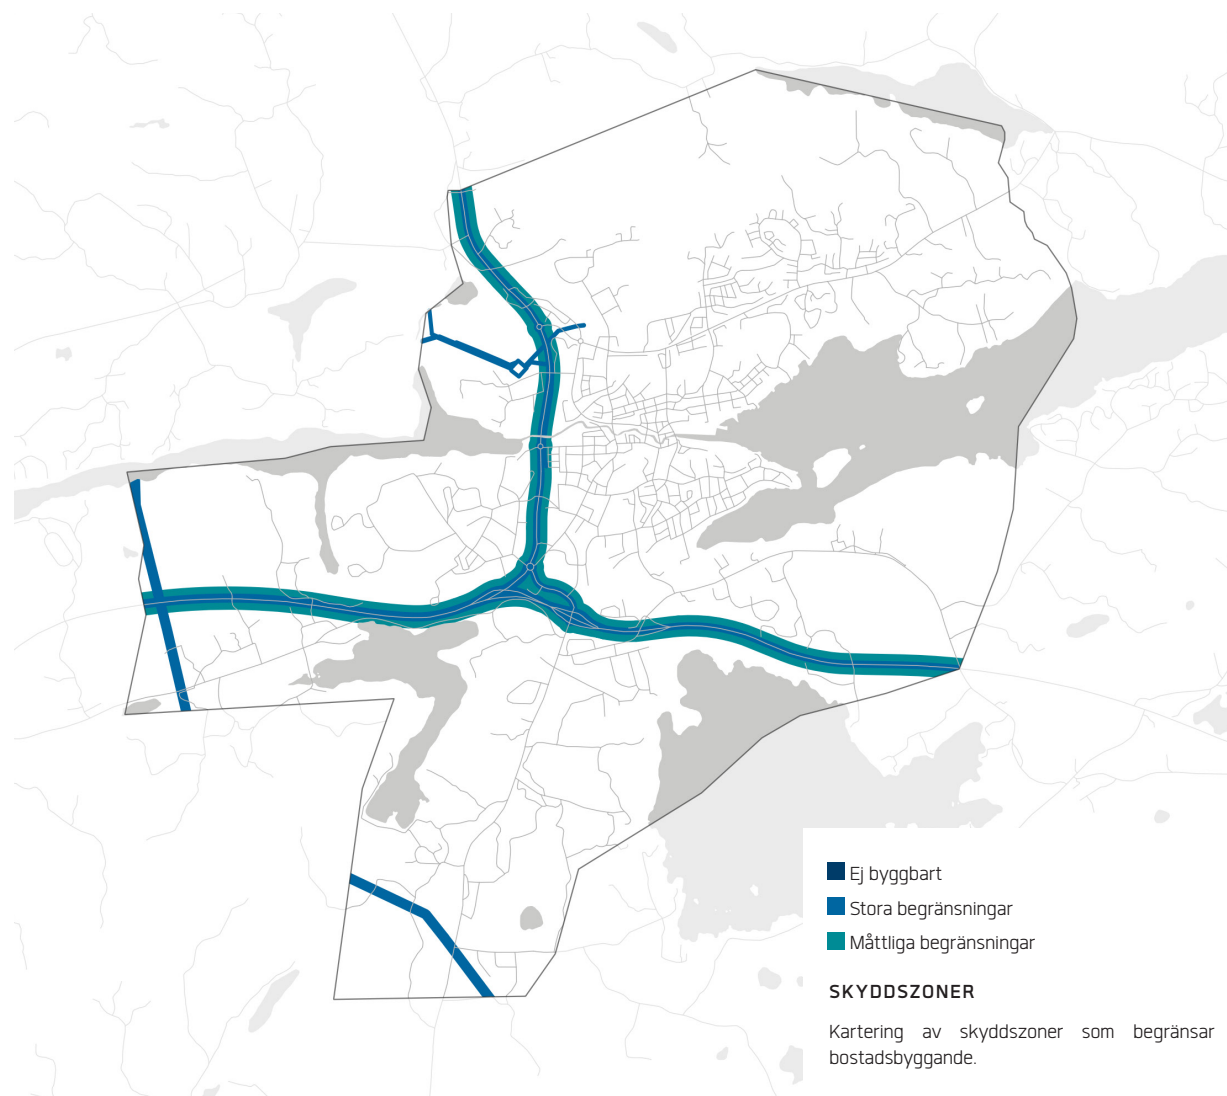 Ej byggbart
Stora begränsningar
Måttliga begränsningar
SKYDDSZONER
Kartering av skyddszoner som begränsar
bostadsbyggande.